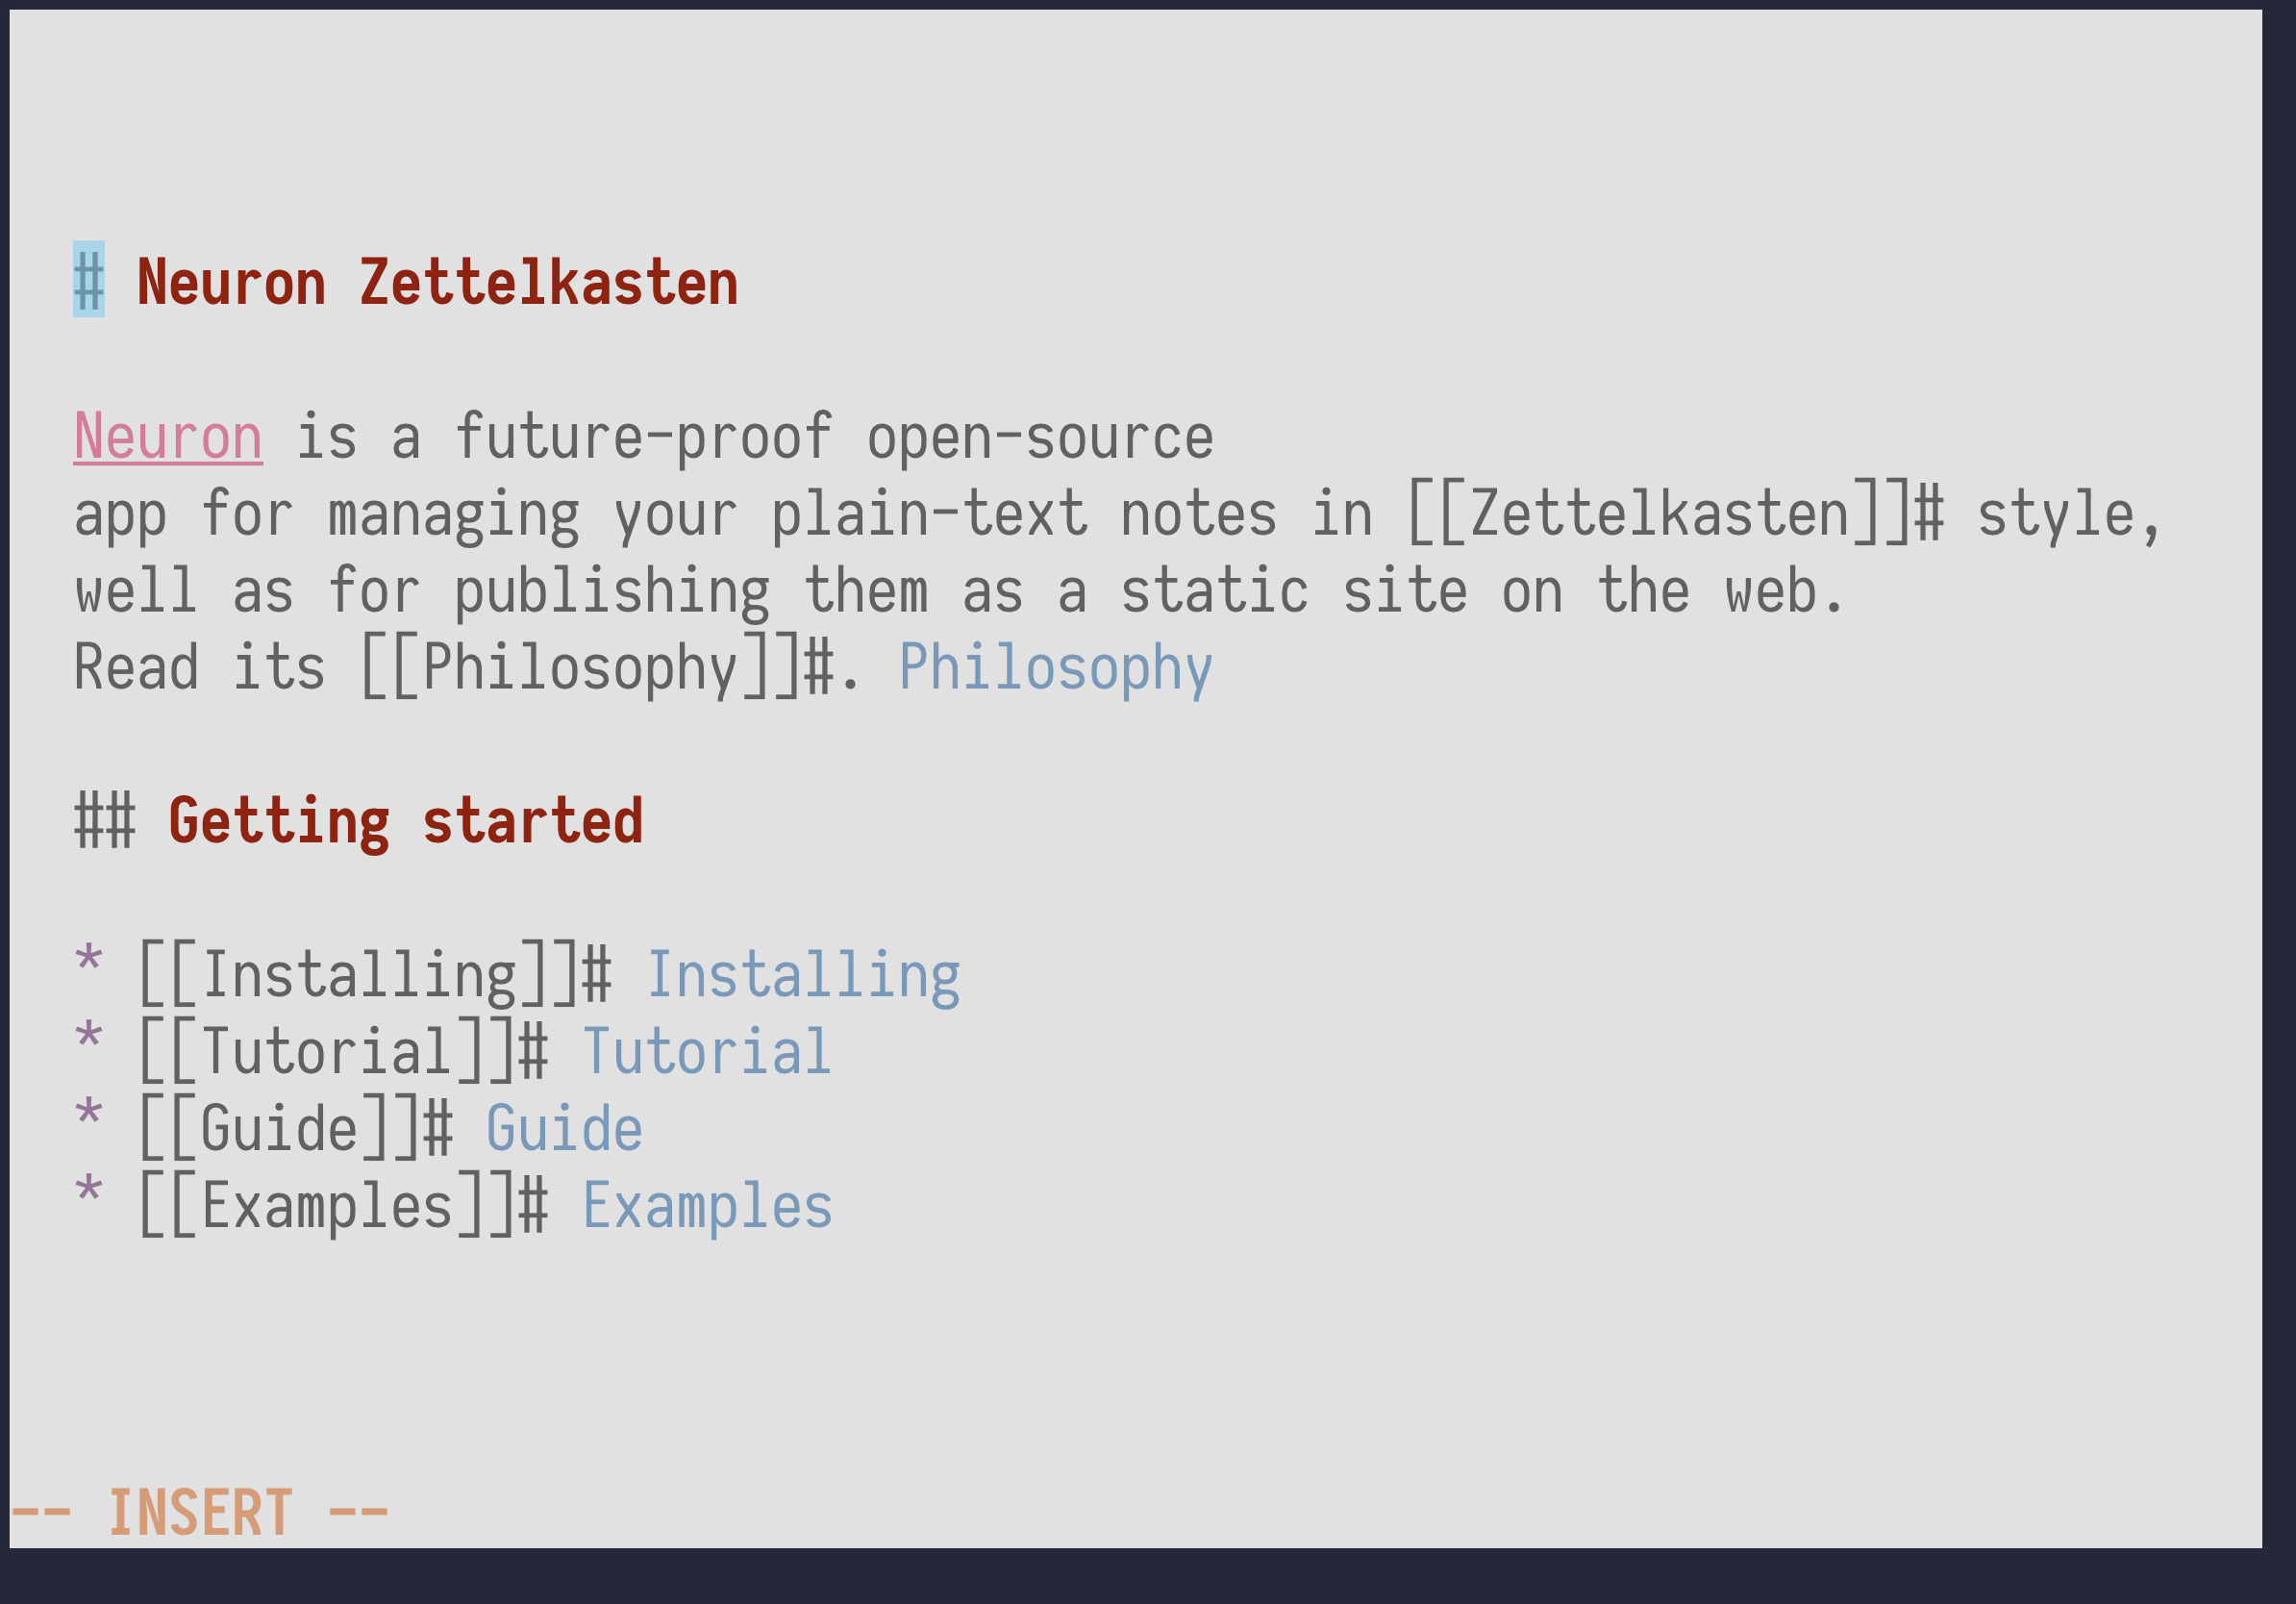 # Neuron Zettelkasten
Neuron is a future-proof open-source
app for managing your plain-text notes in [[Zettelkasten]]# style,
well as for publishing them as a static site on the web.
Read its [[Philosophy]]#. Philosophy
## Getting started
* [[Installing]]# Installing
* [[Tutorial]]# Tutorial
* [[Guide]]# Guide
* [[Examples]]# Examples
-- INSERT --